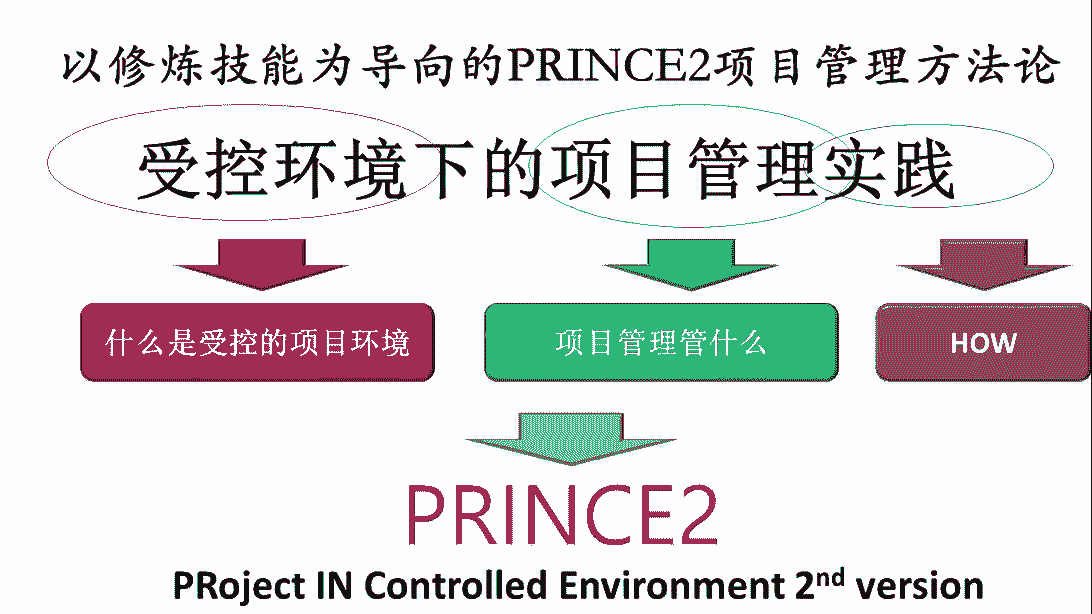 以修炼技能为导向的PRINCE2项目管理方法论
受控环境下的项目管理实践
什么是受控的项目环境
项目管理管什么
HOW
PRINCE2
PRoject IN Controlled Environment 2nd version